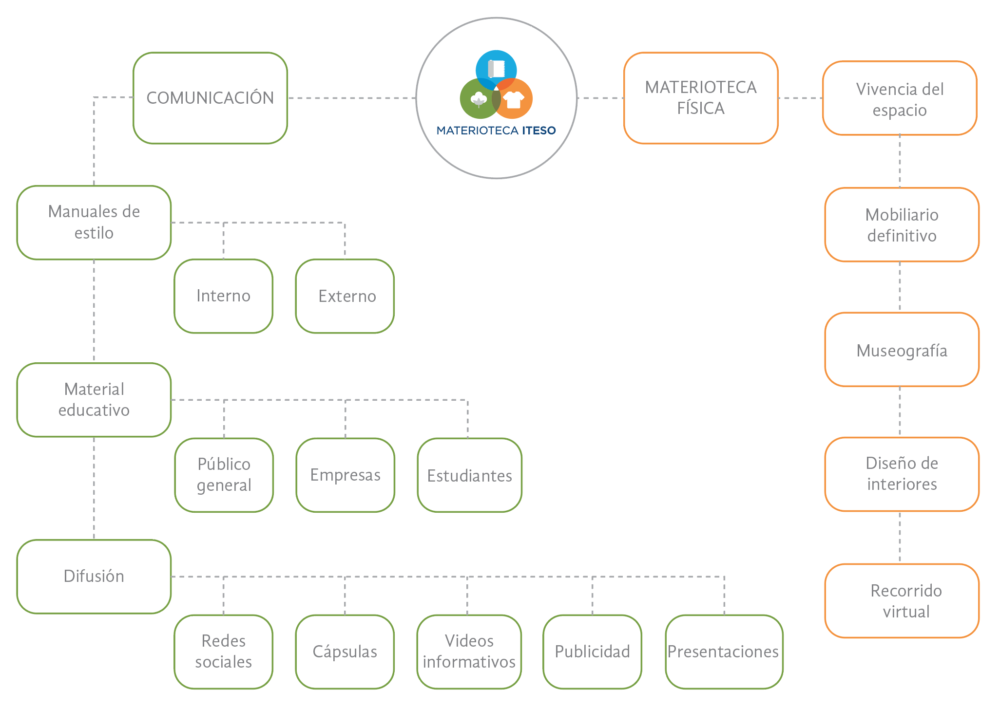 COMUNICACIÓN
MATERIOTECA ITESO
MATERIOTECA
FÍSICA
Vivencia del
espacio
Manuales de
estilo
Interno
Externo
Material
educativo
Público
general
Empresas
Estudiantes
Difusión
Redes
sociales
Cápsulas
Videos
informativos
Publicidad
Presentaciones
Mobiliario
definitivo
Museografía
Diseño de
interiores
Recorrido
virtual